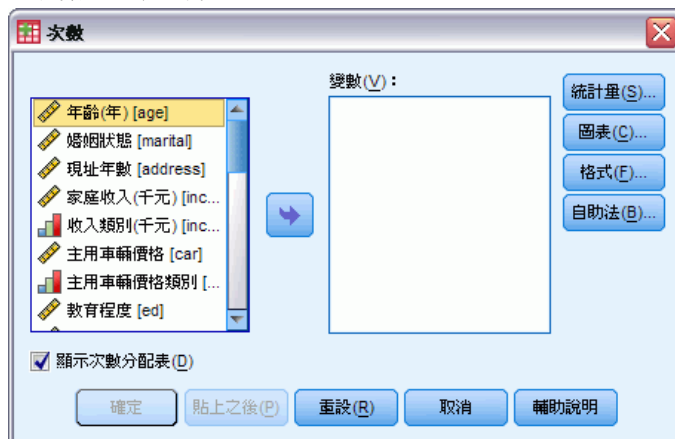 次數
變數(V)：
年齡(年) [age]
婚姻狀態 [marital]
現址年數 [address]
家庭收入(千元) [inc...
收入類別(千元) [inc...
主用車輛價格 [car]
主用車輛價格類別 [...
教育程度 [ed]
統計量(S)...
圖表(C)...
格式(F)...
自助法(B)...
顯示次數分配表(D)
確定
貼上之後(P)
重設(R)
取消
輔助說明